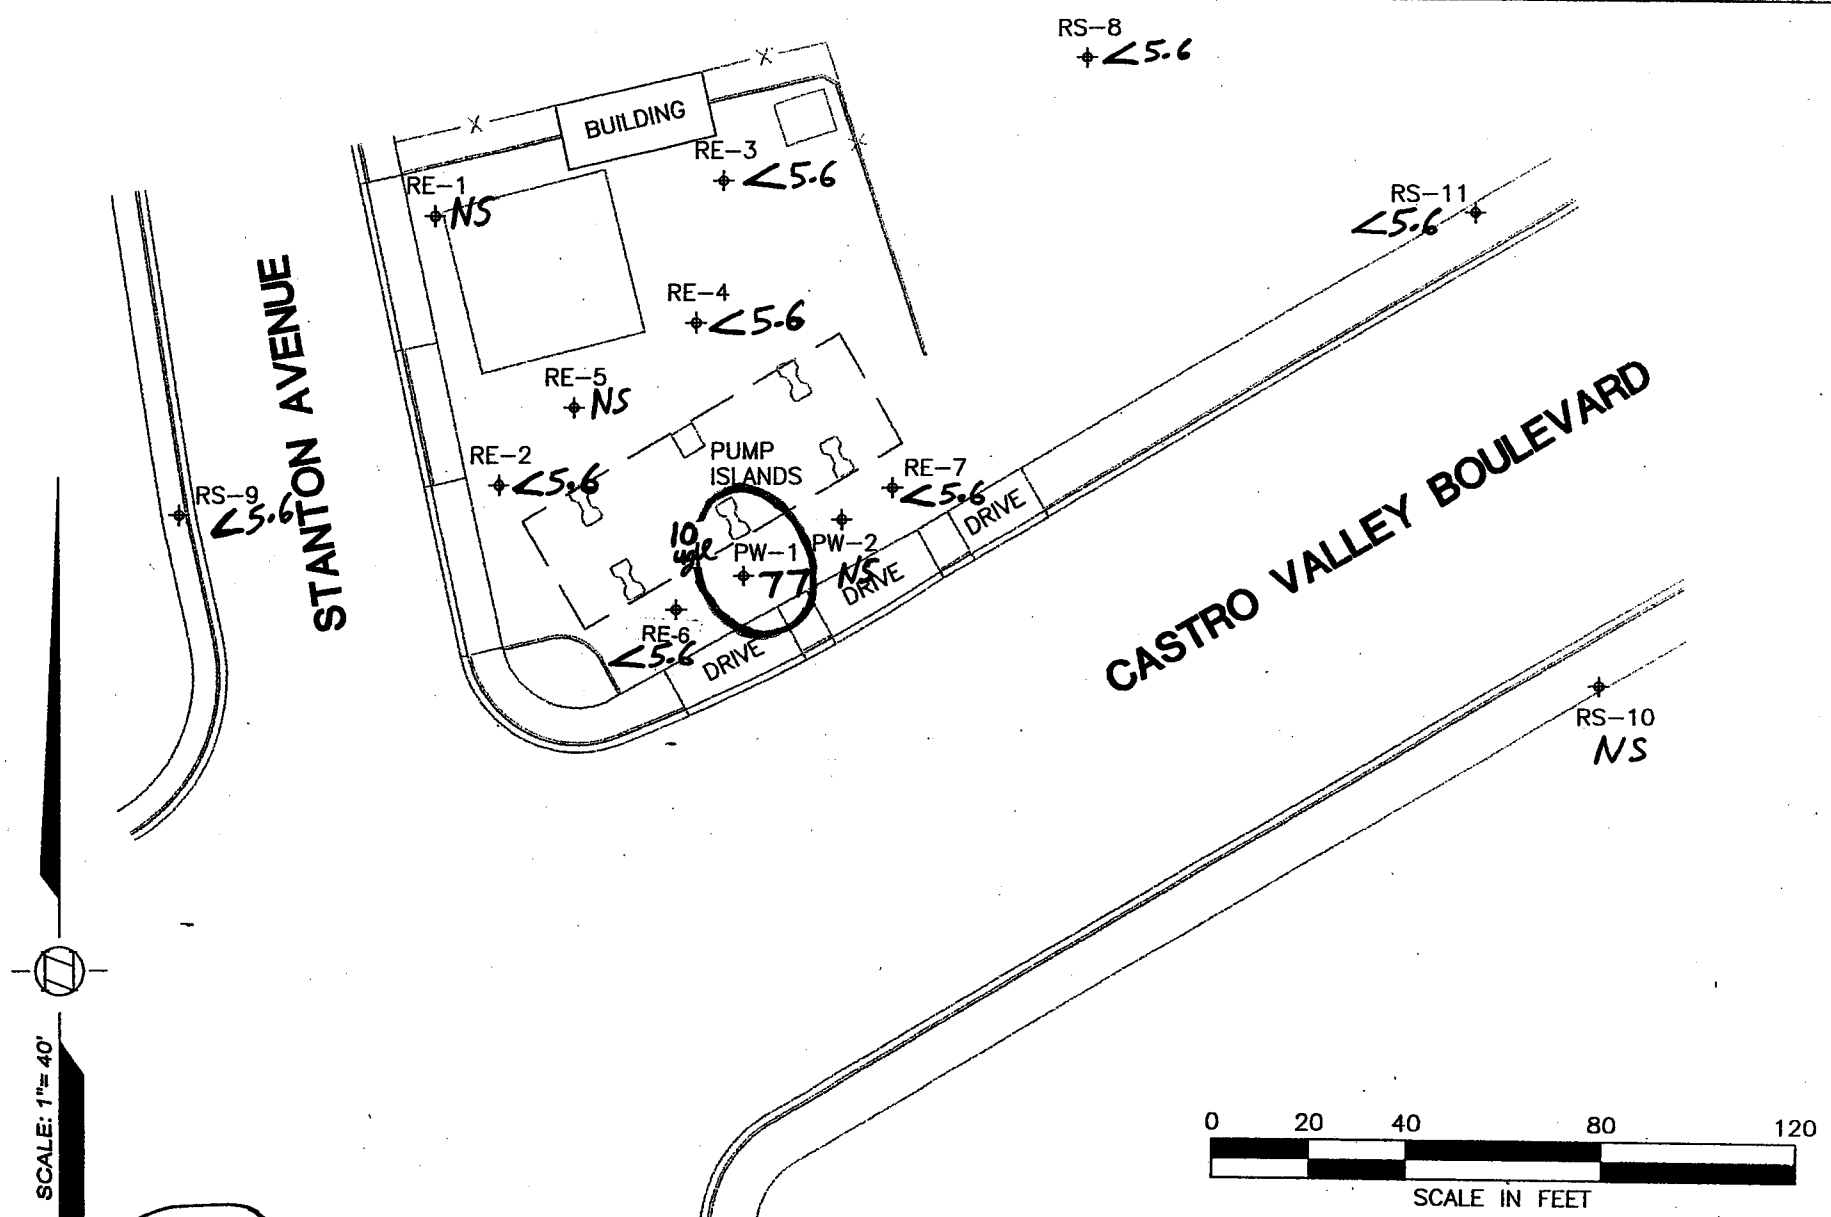 RS-8
<5.6
BUILDING
RE-3
<5.6
RE-1
NS
RS-11
<5.6
RE-4
<5.6
RE-5
NS
STANTON AVENUE
PUMP
ISLANDS
RE-2
<5.6
RE-7
<5.6
RS-9
<5.6
DRIVE
10
ug/l
PW-1
77
PW-2
NS
DRIVE
RE-6
<5.6
DRIVE
CASTRO VALLEY BOULEVARD
RS-10
NS
SCALE: 1"= 40'
0 20 40 80 120
SCALE IN FEET